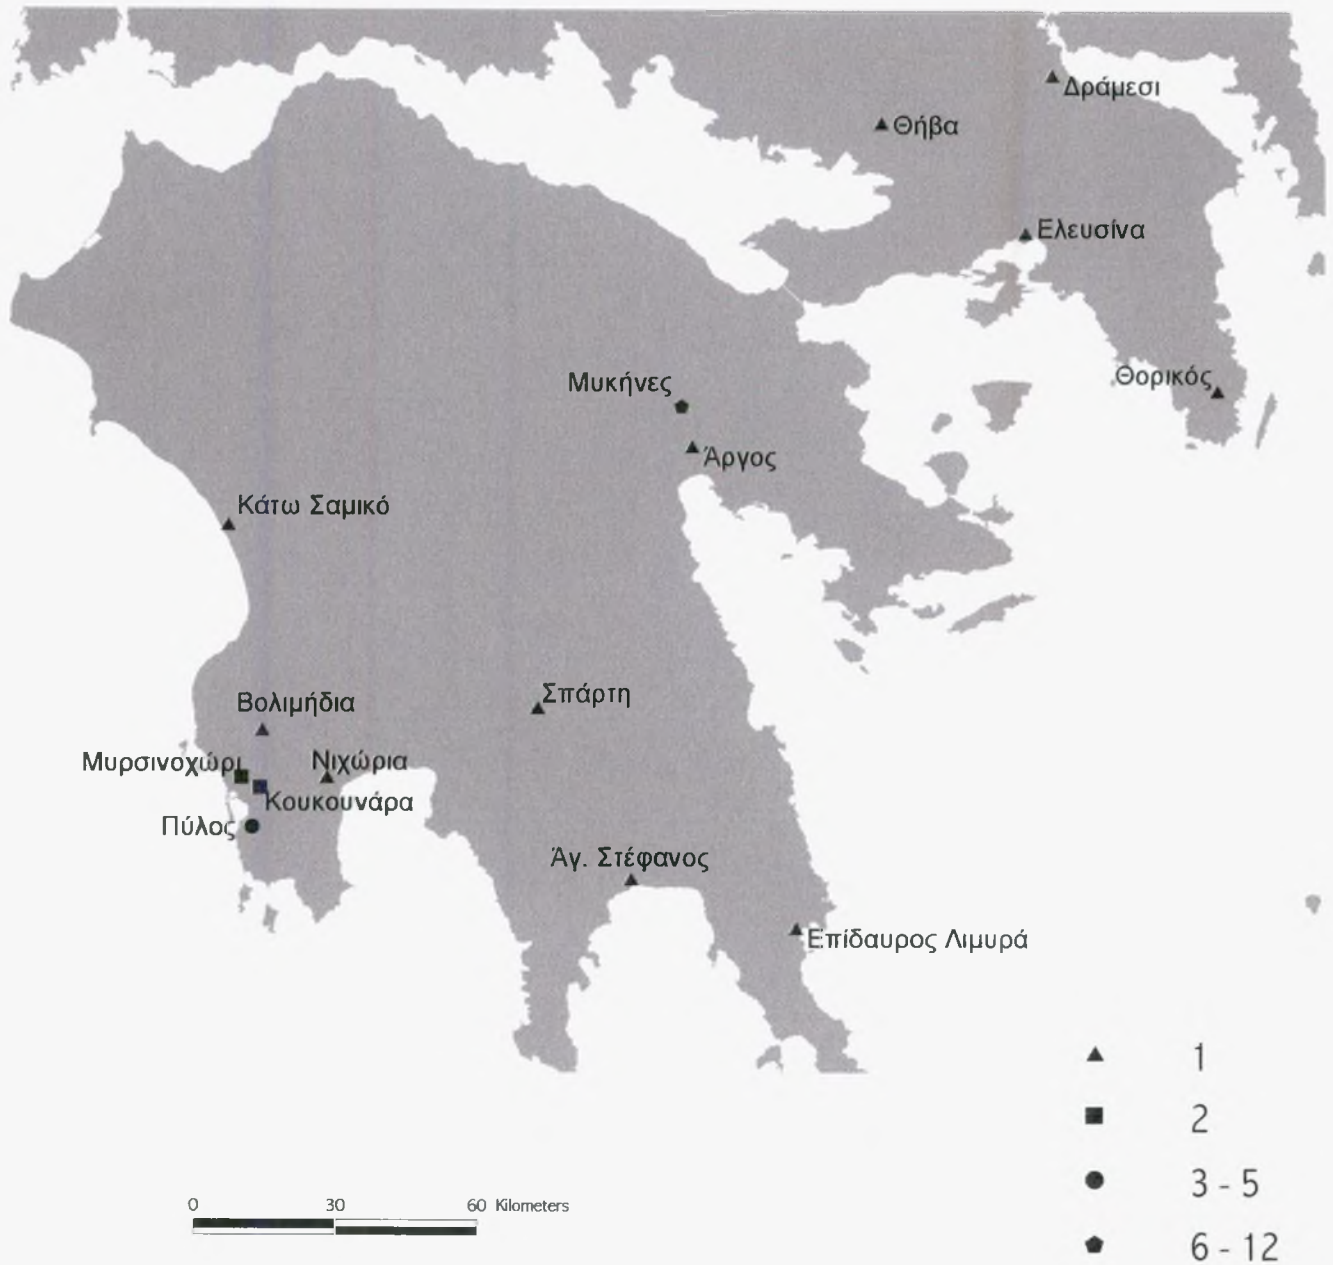 Δράμεσι
Θήβα
Ελευσίνα
Μυκήνες
Θορικός
Άργος
Κάτω Σαμικό
Βολιμήδια
Σπάρτη
Μυρσινοχώρι
Νιχώρια
Κουκουνάρα
Πύλος
Άγ. Στέφανος
Επίδαυρος Λιμυρά
1
2
3 - 5
6 - 12
0 30 60 Kilometers